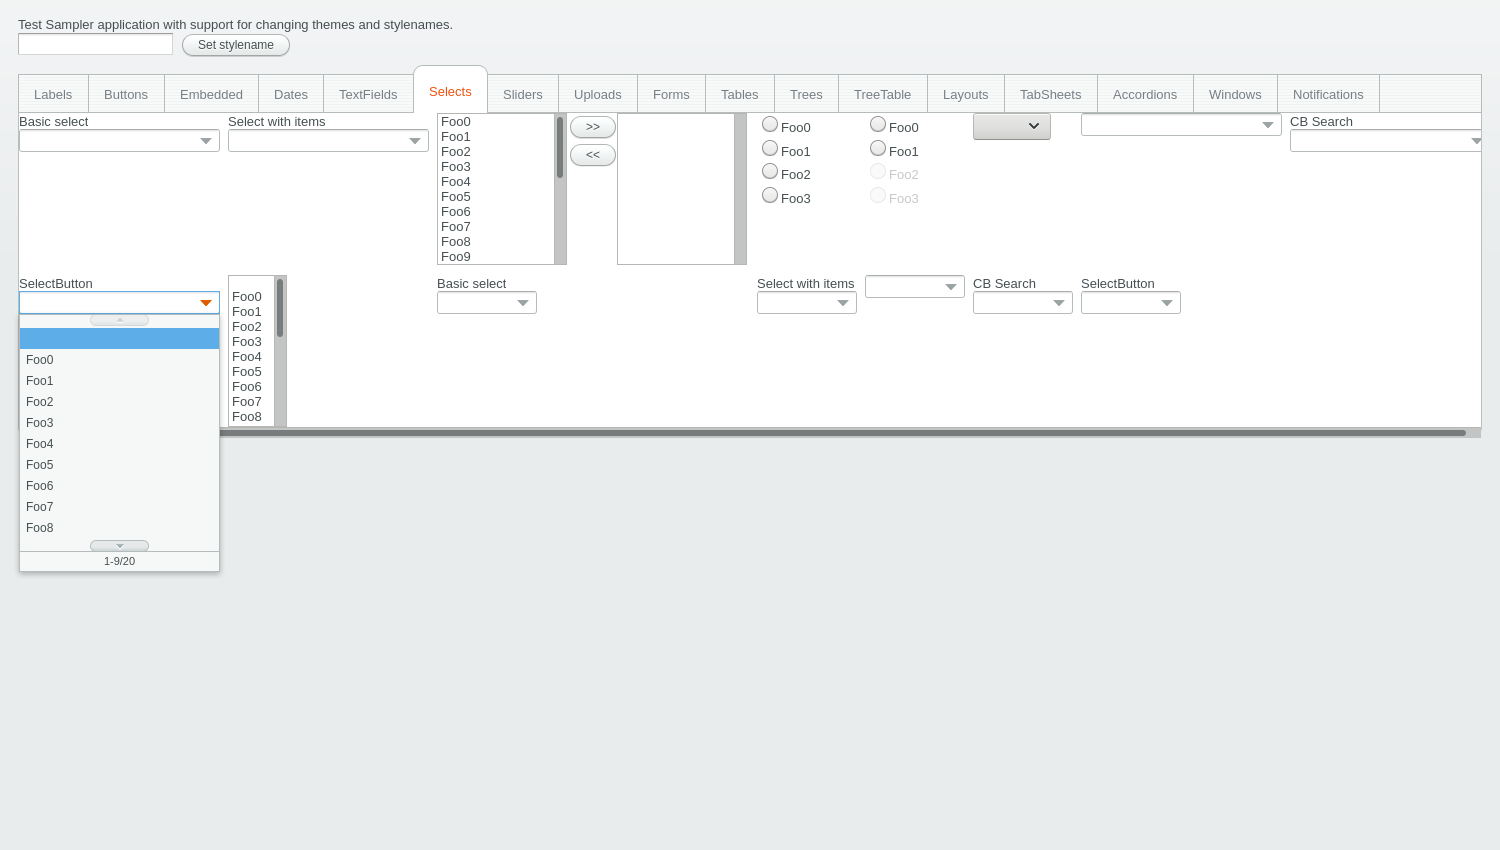 Test Sampler application with support for changing themes and stylenames.
Set stylename
Labels Buttons Embedded Dates TextFields Selects Sliders Uploads Forms Tables Trees TreeTable Layouts TabSheets Accordions Windows Notifications
Basic select
Select with items
Foo0
Foo1
Foo2
Foo3
Foo4
Foo5
Foo6
Foo7
Foo8
Foo9
>>
<<
Foo0
Foo1
Foo2
Foo3
Foo0
Foo1
Foo2
Foo3
CB Search
SelectButton
Foo0
Foo1
Foo2
Foo3
Foo4
Foo5
Foo6
Foo7
Foo8
1-9/20
Foo0
Foo1
Foo2
Foo3
Foo4
Foo5
Foo6
Foo7
Foo8
Basic select
Select with items
CB Search
SelectButton